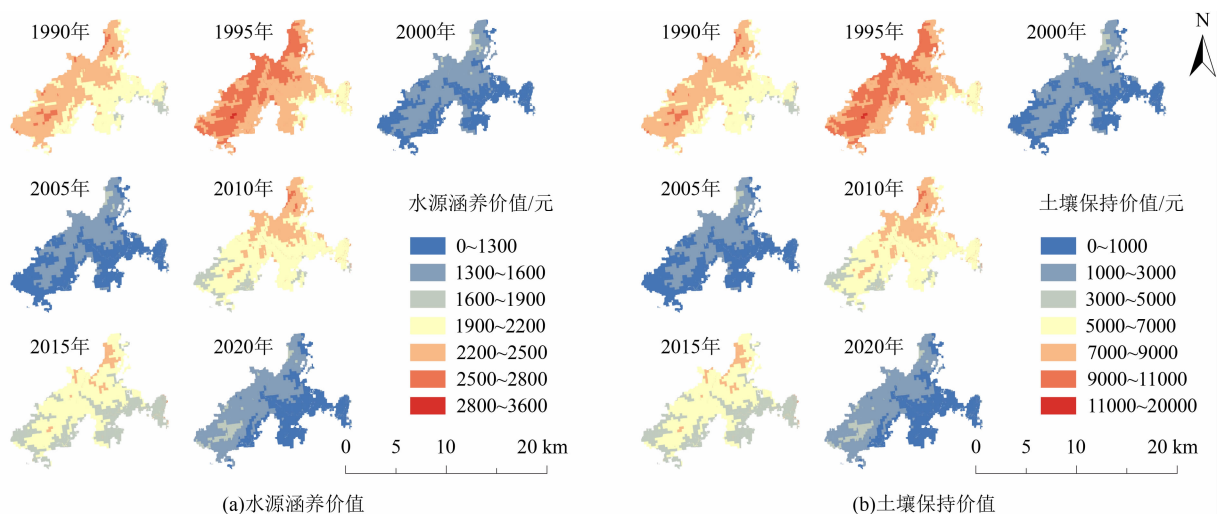 1990年
1995年
2000年
2005年
2010年
水源涵养价值/元
0~1300
1300~1600
1600~1900
1900~2200
2200~2500
2500~2800
2800~3600
2015年
2020年
0 5 10 20 km
(a)水源涵养价值
N
1990年
1995年
2000年
2005年
2010年
土壤保持价值/元
0~1000
1000~3000
3000~5000
5000~7000
7000~9000
9000~11000
11000~20000
2015年
2020年
0 5 10 20 km
(b)土壤保持价值